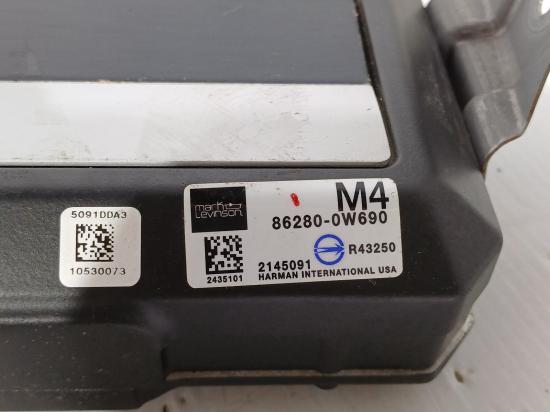 5091DDA3
10530073
mark
Levinson
M4
86280-0W690
R43250
2145091
2435101
HARMAN INTERNATIONAL USA